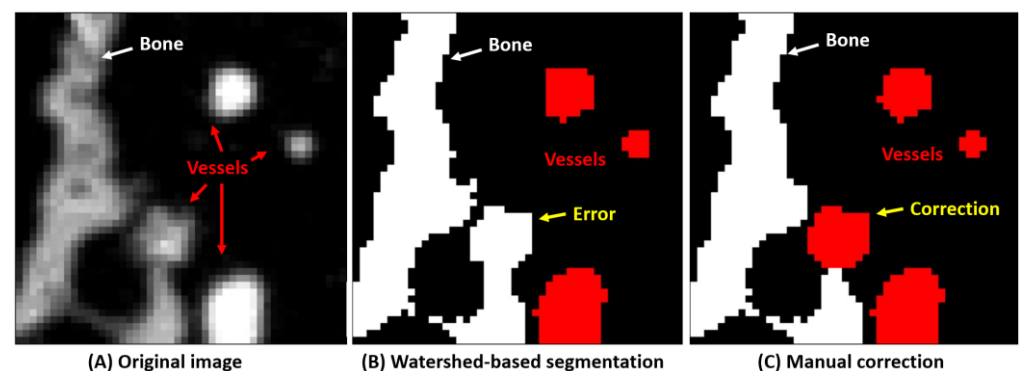 Bone
Vessels
(A) Original image
Bone
Vessels
Error
(B) Watershed-based segmentation
Bone
Vessels
Correction
(C) Manual correction